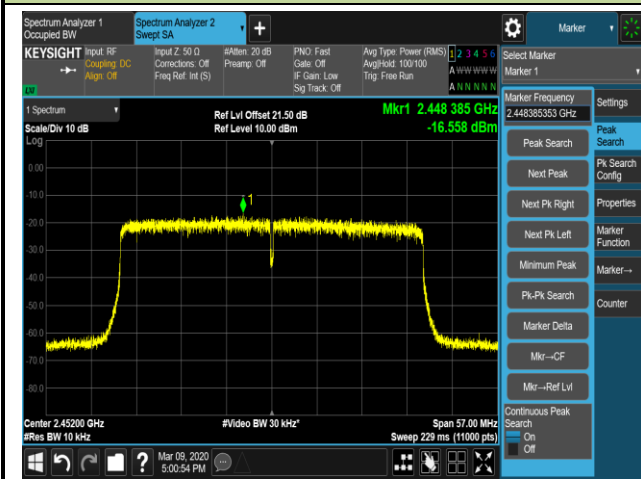 Spectrum Analyzer 1
Occupied BW
Spectrum Analyzer 2
Swept SA
+
Marker
KEYSIGHT
Input: RF
Coupling: DC
Align: Off
Input Z: 50 Ω
Corrections: Off
Freq Ref: Int (S)
#Atten: 20 dB
Preamp: Off
PNO: Fast
Gate: Off
IF Gain: Low
Sig Track: Off
Avg Type: Power (RMS)
Avg|Hold: 100/100
Trig: Free Run
1 2 3 4 5 6
A W W W W W
A N N N N N
Select Marker
Marker 1
1 Spectrum
Scale/Div 10 dB
Log
Ref Lvl Offset 21.50 dB
Ref Level 10.00 dBm
Mkr1 2.448 385 GHz
-16.558 dBm
0.00
-10.0
-20.0
-30.0
-40.0
-50.0
-60.0
-70.0
-80.0
1
Center 2.45200 GHz
#Res BW 10 kHz
#Video BW 30 kHz*
Span 57.00 MHz
Sweep 229 ms (11000 pts)
Marker Frequency
2.448385353 GHz
Peak Search
Next Peak
Next Pk Right
Next Pk Left
Minimum Peak
Pk-Pk Search
Marker Delta
Mkr→CF
Mkr→Ref Lvl
Continuous Peak
Search
On
Off
Settings
Peak
Search
Pk Search
Config
Properties
Marker
Function
Marker→
Counter
?
Mar 09, 2020
5:00:54 PM